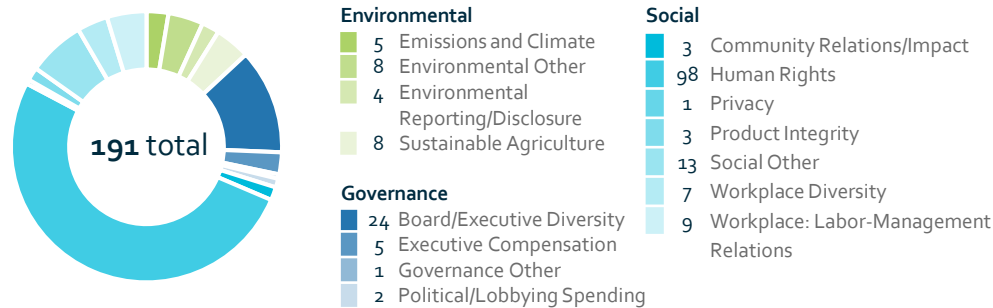 191 total
Environmental
5 Emissions and Climate
8 Environmental Other
4 Environmental
Reporting/Disclosure
8 Sustainable Agriculture
Governance
24 Board/Executive Diversity
5 Executive Compensation
1 Governance Other
2 Political/Lobbying Spending
Social
3 Community Relations/Impact
98 Human Rights
1 Privacy
3 Product Integrity
13 Social Other
7 Workplace Diversity
9 Workplace: Labor-Management
Relations